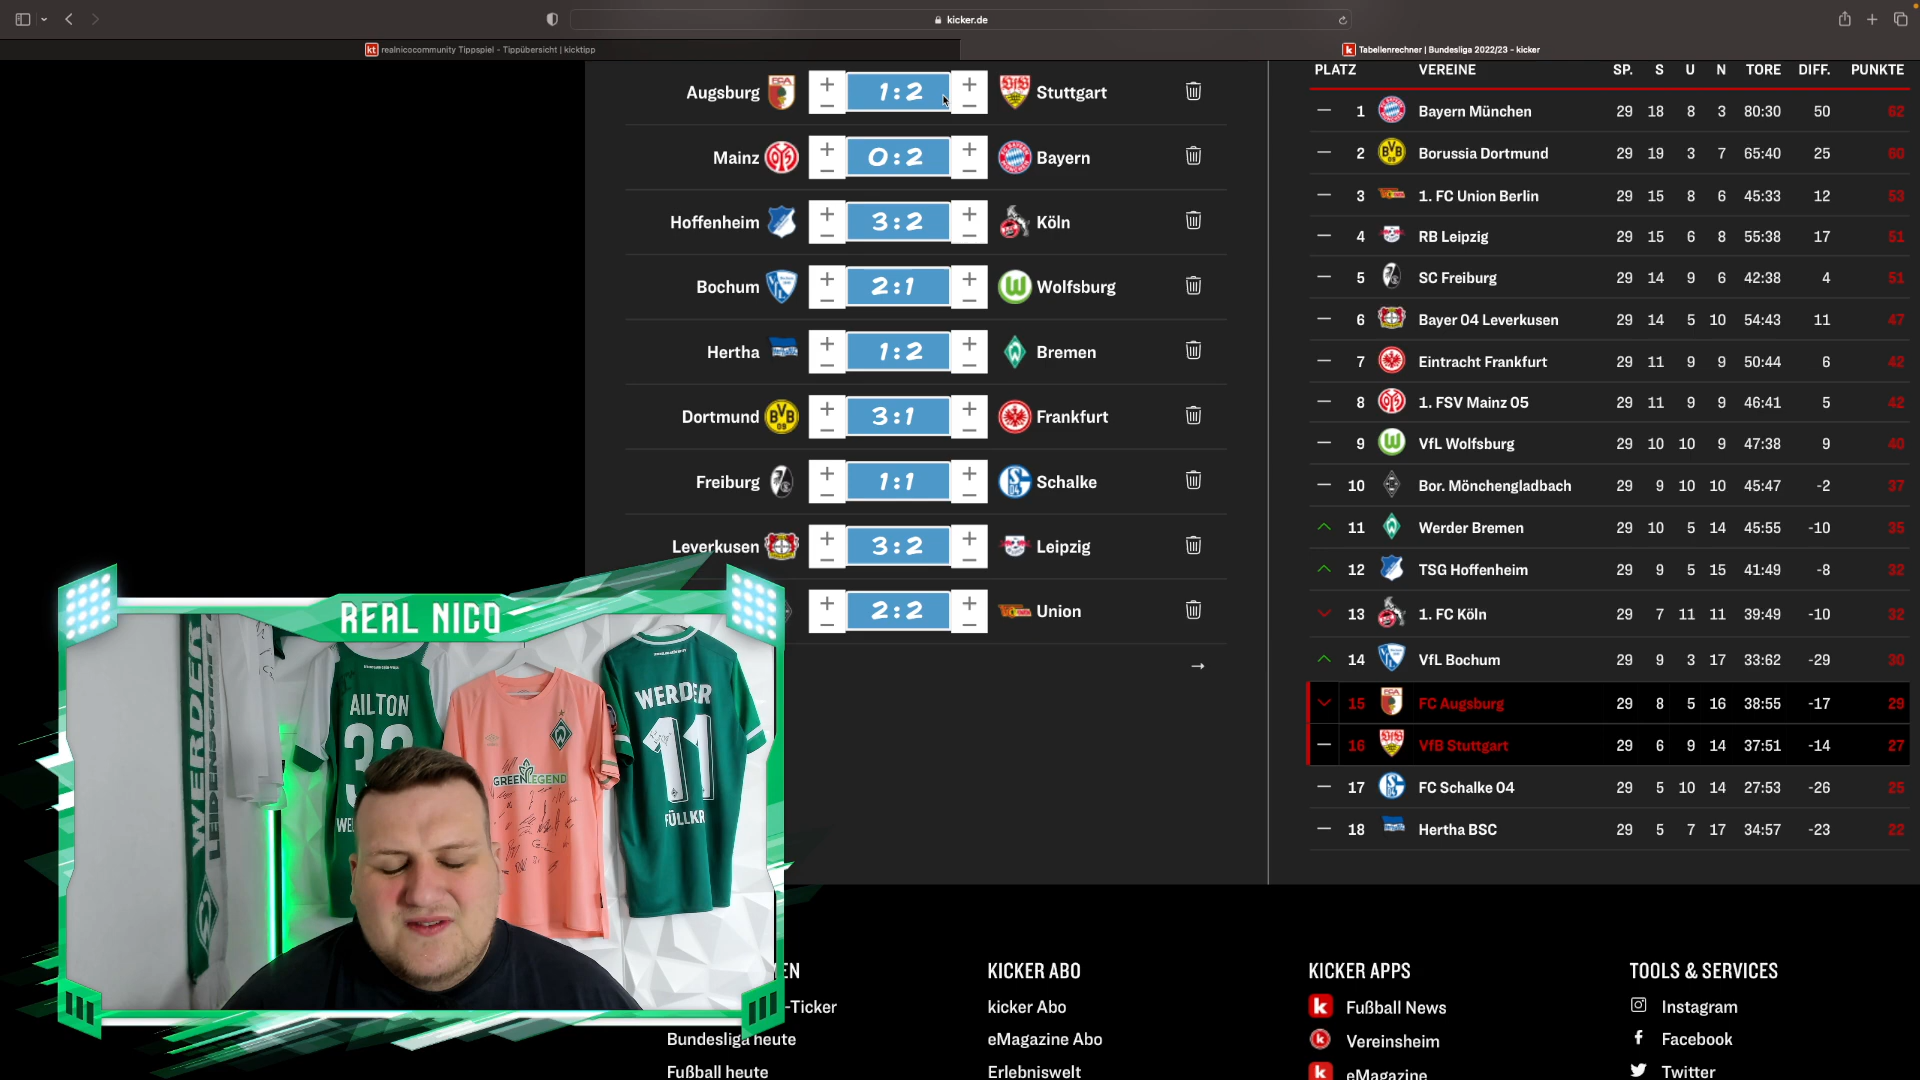 kicker.de
realnicocommunity Tippspiel - Tippübersicht | kicktipp
Tabellenrechner | Bundesliga 2022/23 - kicker
Augsburg 1:2 Stuttgart
Mainz 0:2 Bayern
Hoffenheim 3:2 Köln
Bochum 2:1 Wolfsburg
Hertha 1:2 Bremen
Dortmund 3:1 Frankfurt
Freiburg 1:1 Schalke
Leverkusen 3:2 Leipzig
2:2 Union
PLATZ VEREINE SP. S U N TORE DIFF. PUNKTE
1 Bayern München 29 18 8 3 80:30 50 62
2 Borussia Dortmund 29 19 3 7 65:40 25 60
3 1. FC Union Berlin 29 15 8 6 45:33 12 53
4 RB Leipzig 29 15 6 8 55:38 17 51
5 SC Freiburg 29 14 9 6 42:38 4 51
6 Bayer 04 Leverkusen 29 14 5 10 54:43 11 47
7 Eintracht Frankfurt 29 11 9 9 50:44 6 42
8 1. FSV Mainz 05 29 11 9 9 46:41 5 42
9 VfL Wolfsburg 29 10 10 9 47:38 9 40
10 Bor. Mönchengladbach 29 9 10 10 45:47 -2 37
11 Werder Bremen 29 10 5 14 45:55 -10 35
12 TSG Hoffenheim 29 9 5 15 41:49 -8 32
13 1. FC Köln 29 7 11 11 39:49 -10 32
14 VfL Bochum 29 9 3 17 33:62 -29 30
15 FC Augsburg 29 8 5 16 38:55 -17 29
16 VfB Stuttgart 29 6 9 14 37:51 -14 27
17 FC Schalke 04 29 5 10 14 27:53 -26 25
18 Hertha BSC 29 5 7 17 34:57 -23 22
REAL NICO
WERDER
AILTON
32
WE
GREENLEGEND
WERDER
11
FÜLLKR
EN
-Ticker
Bundesliga heute
Fußball heute
KICKER ABO
kicker Abo
eMagazine Abo
Erlebniswelt
KICKER APPS
Fußball News
Vereinsheim
eMagazine
TOOLS & SERVICES
Instagram
Facebook
Twitter